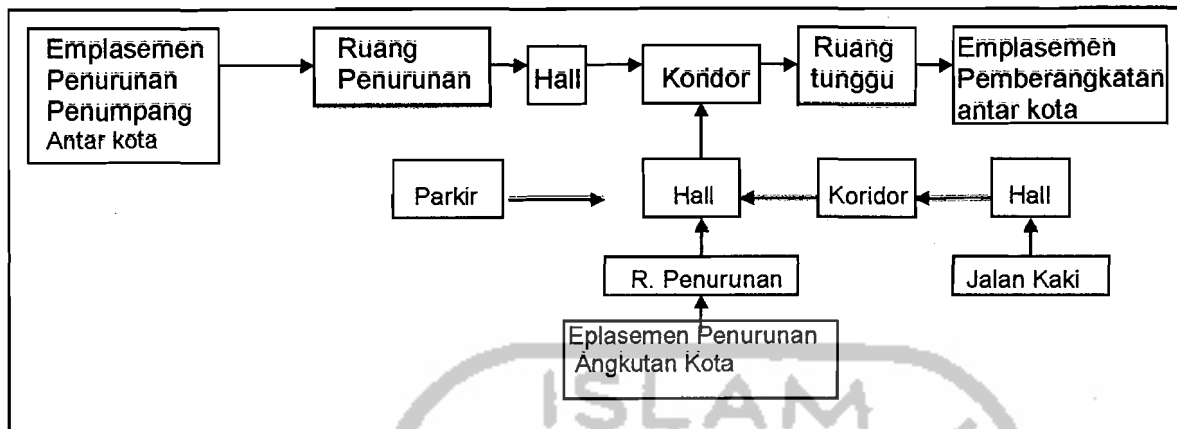 Emplasemen
Penurunan
Penumpang
Antar kota
Ruang
Penurunan
Hall
Koridor
Ruang
tunggu
Emplasemen
Pemberangkatan
antar kota
Parkir
Hall
Koridor
Hall
R. Penurunan
Jalan Kaki
Eplasemen Penurunan
Angkutan Kota
ISLAM